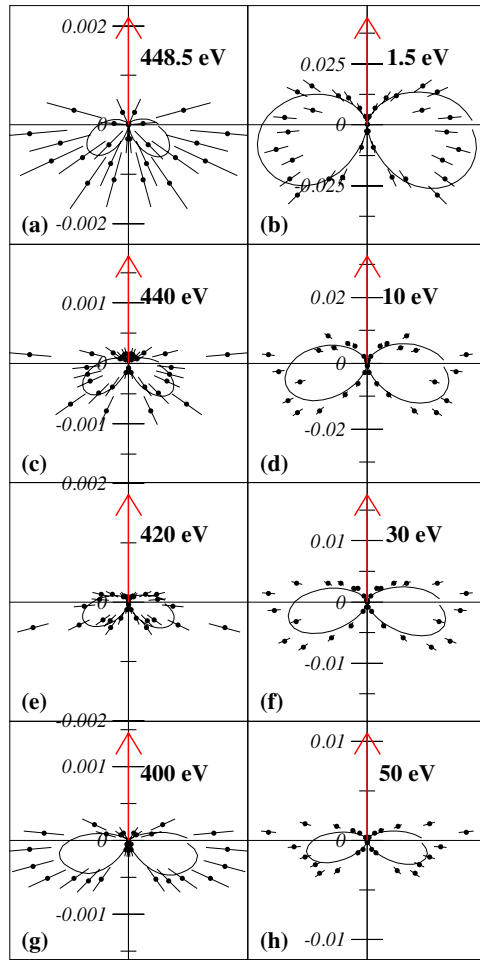 0.002
448.5 eV
0
-0.002
(a)
0.025
1.5 eV
0
-0.025
(b)
0.001
440 eV
0
-0.001
(c)
0.02
10 eV
0
-0.02
(d)
0.002
420 eV
0
-0.002
(e)
0.01
30 eV
0
-0.01
(f)
0.001
400 eV
0
-0.001
(g)
0.01
50 eV
0
-0.01
(h)